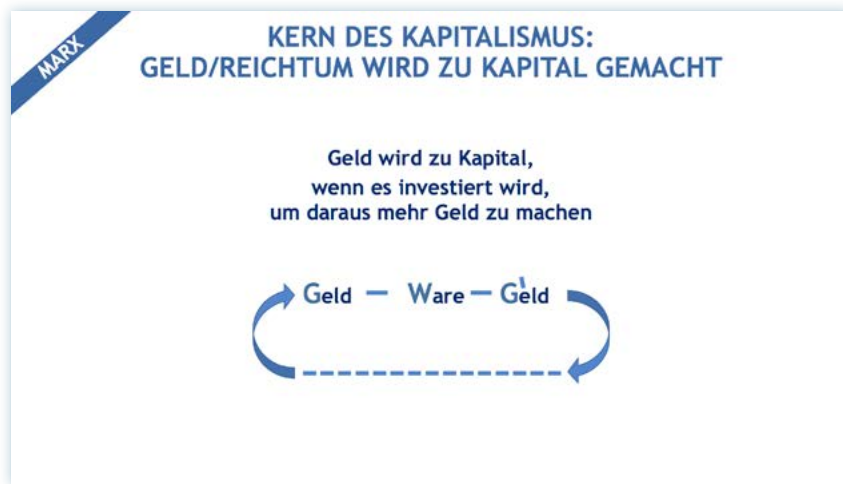 MARX
KERN DES KAPITALISMUS:
GELD/REICHTUM WIRD ZU KAPITAL GEMACHT
Geld wird zu Kapital,
wenn es investiert wird,
um daraus mehr Geld zu machen
Geld — Ware — G'eld